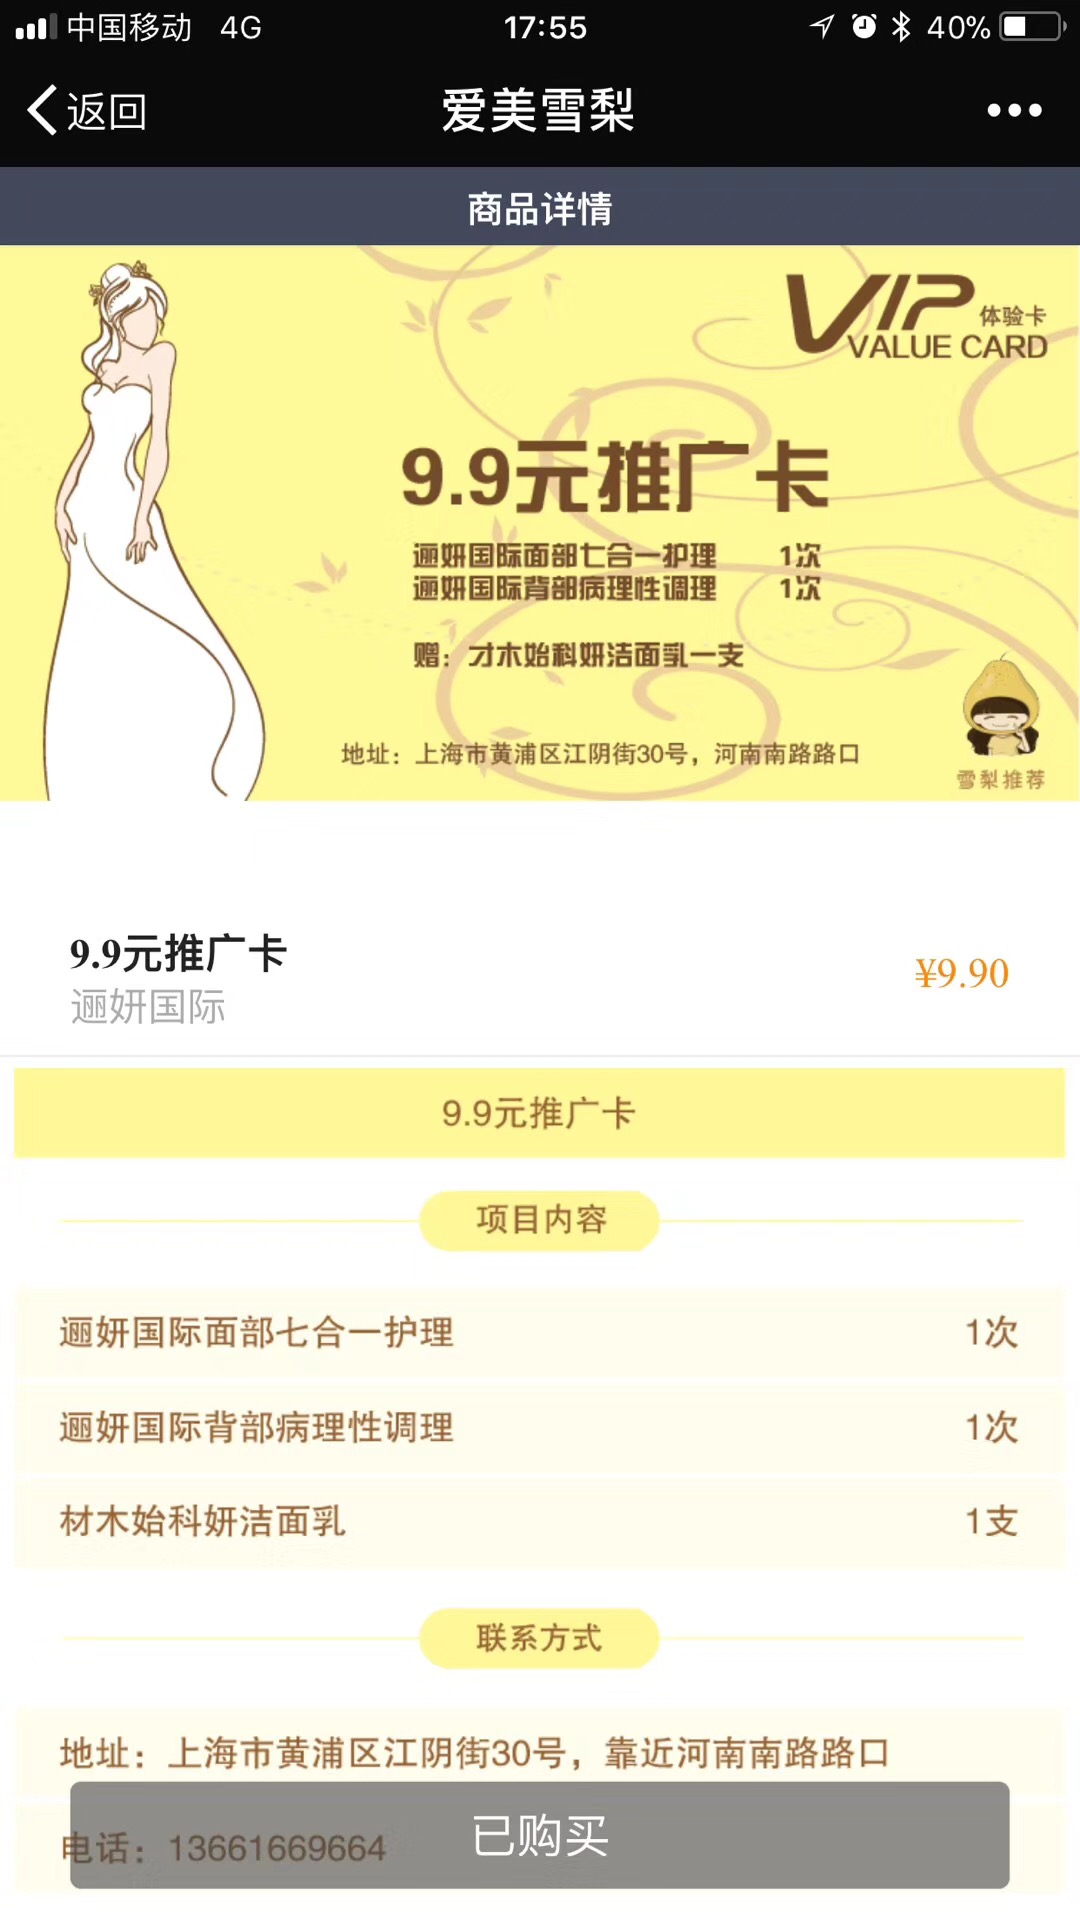 中国移动 4G 17:55 40%
返回 爱美雪梨
商品详情
VIP 体验卡
VALUE CARD
9.9元推广卡
逦妍国际面部七合一护理 1次
逦妍国际背部病理性调理 1次
赠：才木始科妍洁面乳一支
地址：上海市黄浦区江阴街30号，河南南路路口
雪梨推荐
9.9元推广卡
¥9.90
逦妍国际
9.9元推广卡
项目内容
逦妍国际面部七合一护理 1次
逦妍国际背部病理性调理 1次
材木始科妍洁面乳 1支
联系方式
地址：上海市黄浦区江阴街30号，靠近河南南路路口
电话：13661669664
已购买